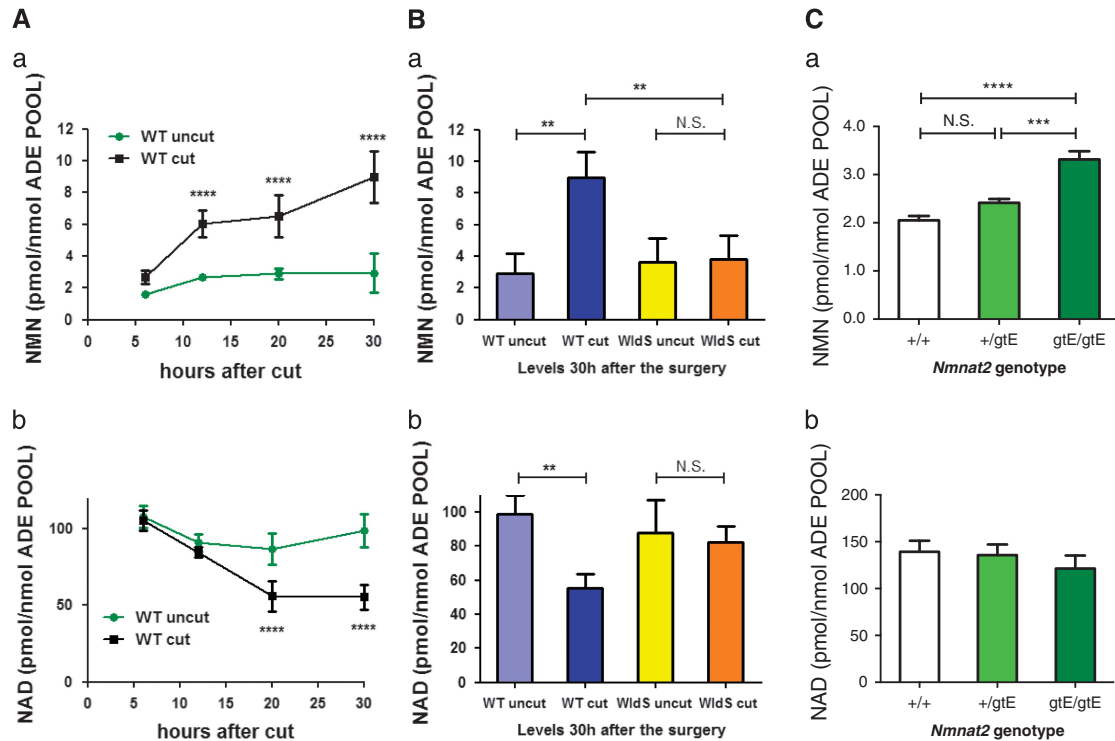 A
a
NMN (pmol/nmol ADE POOL)
12
10
8
6
4
2
0
WT uncut
WT cut
****
****
****
0 5 10 15 20 25 30
hours after cut
b
NAD (pmol/nmol ADE POOL)
100
50
0
WT uncut
WT cut
****
****
0 5 10 15 20 25 30
hours after cut
B
a
NMN (pmol/nmol ADE POOL)
12
10
8
6
4
2
0
**
**
N.S.
WT uncut WT cut WldS uncut WldS cut
Levels 30h after the surgery
b
NAD (pmol/nmol ADE POOL)
100
80
60
40
20
0
**
N.S.
WT uncut WT cut WldS uncut WldS cut
Levels 30h after the surgery
C
a
NMN (pmol/nmol ADE POOL)
4.0
3.0
2.0
1.0
0.0
****
N.S.
***
+/+ +/gtE gtE/gtE
Nmnat2 genotype
b
NAD (pmol/nmol ADE POOL)
200
150
100
50
0
+/+ +/gtE gtE/gtE
Nmnat2 genotype